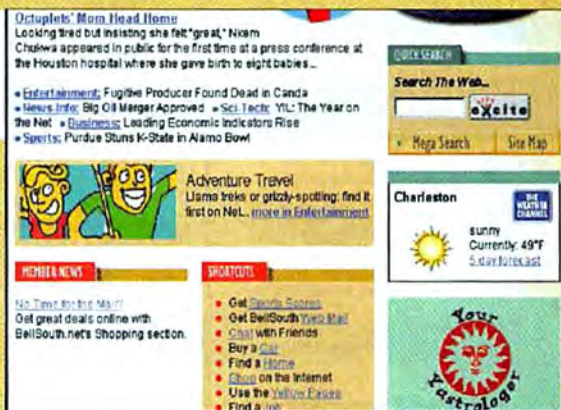 Octuplets' Mom Head Home
Looking tired but insisting she felt "great," Nkem
Chukwa appeared in public for the first time at a press conference at
the Houston hospital where she gave birth to eight babies...
Entertainment: Fugitive Producer Found Dead in Canda
News Info: Big Oil Merger Approved • Sci-Tech: YIL: The Year on
the Net • Business: Leading Economic Indicators Rise
Sports: Purdue Stuns K-State in Alamo Bowl
Adventure Travel
Llama treks or grizzly-spotting: find it
first on Net... more in Entertainment
MEMBER NEWS
No Time for the Mall?
Get great deals online with
BellSouth.net's Shopping section.
SHORTCUTS
Get Sports Scores
Get BellSouth Web Mail
Chat with Friends
Buy a Car
Find a Home
Shop on the Internet
Use the Yellow Pages
Find a Job
QUICK SEARCH
Search The Web...
excite
Mega Search
Site Map
Charleston
THE WEATHER CHANNEL
sunny
Currently: 49°F
5 day forecast
Your
Yastrologer